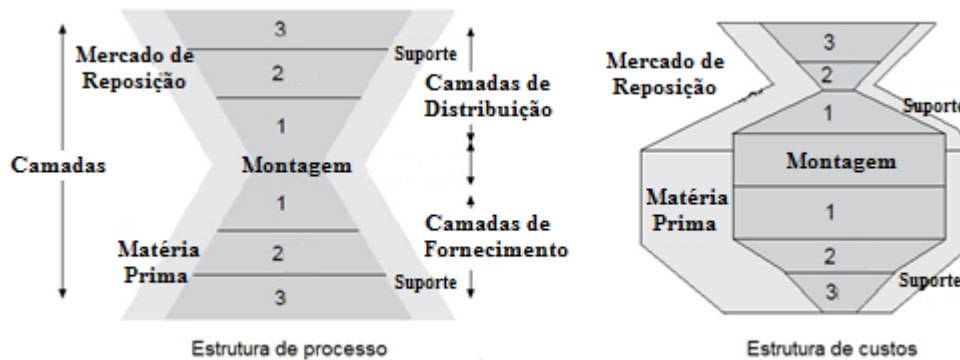 3
Mercado de
Reposição
Suporte
2
Camadas de
Distribuição
1
Camadas
Montagem
1
Camadas de
Fornecimento
Matéria
Prima
2
Suporte
3
Estrutura de processo
3
Mercado de
Reposição
2
Suporte
1
Montagem
Matéria
Prima
1
2
Suporte
3
Estrutura de custos